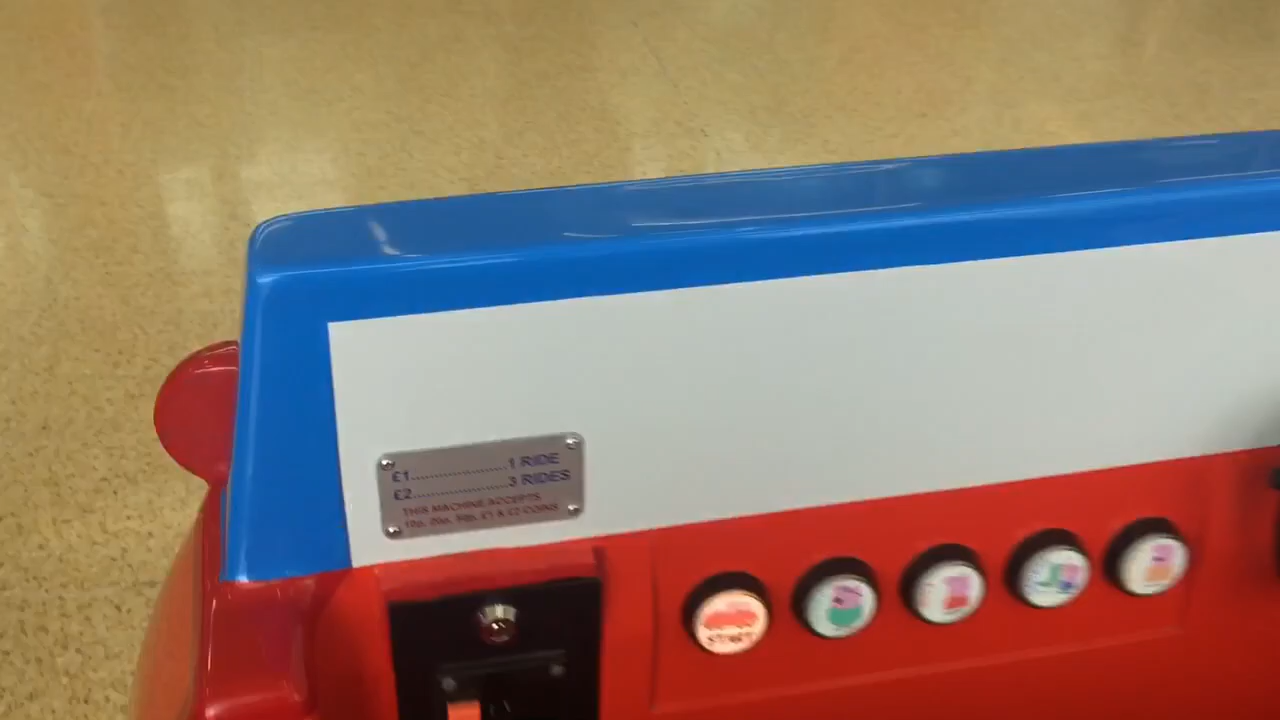 £1......................1 RIDE
£2......................3 RIDES
THIS MACHINE ACCEPTS
10p, 20p, 50p, £1 & £2 COINS
START